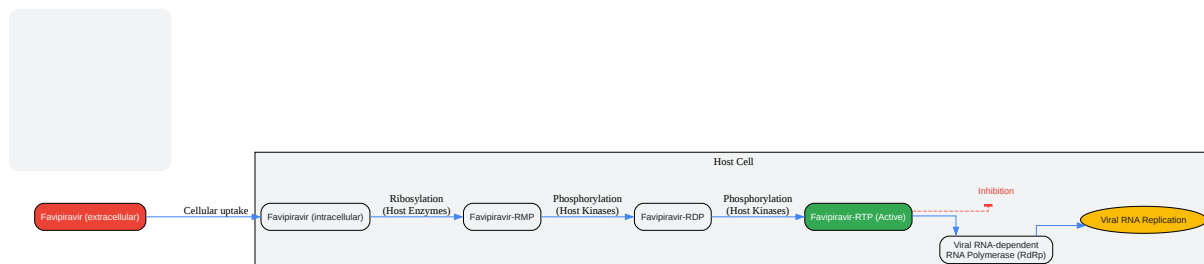 Host Cell
Favipiravir (extracellular)
Cellular uptake
Favipiravir (intracellular)
Ribosylation
(Host Enzymes)
Favipiravir-RMP
Phosphorylation
(Host Kinases)
Favipiravir-RDP
Phosphorylation
(Host Kinases)
Favipiravir-RTP (Active)
Inhibition
Viral RNA-dependent
RNA Polymerase (RdRp)
Viral RNA Replication